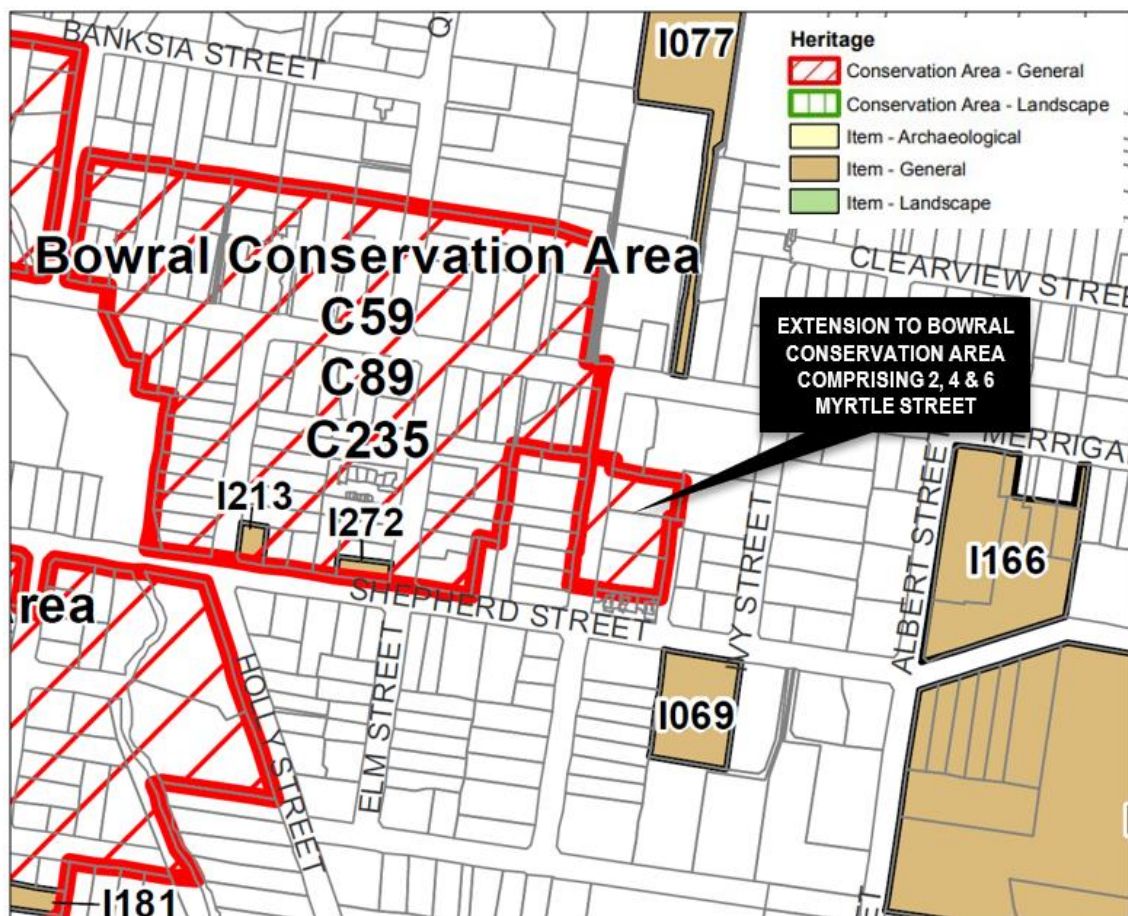 BANKSIA STREET
I077
Heritage
Conservation Area - General
Conservation Area - Landscape
Item - Archaeological
Item - General
Item - Landscape
Bowral Conservation Area
C59
C89
C235
CLEARVIEW STREE
EXTENSION TO BOWRAL
CONSERVATION AREA
COMPRISING 2, 4 & 6
MYRTLE STREET
MERRIGA
I213
I272
I166
SHEPHERD STREET
rea
IVY STREET
ALBERT STREET
HOLLY STREET
ELM STREET
I069
I181
ET